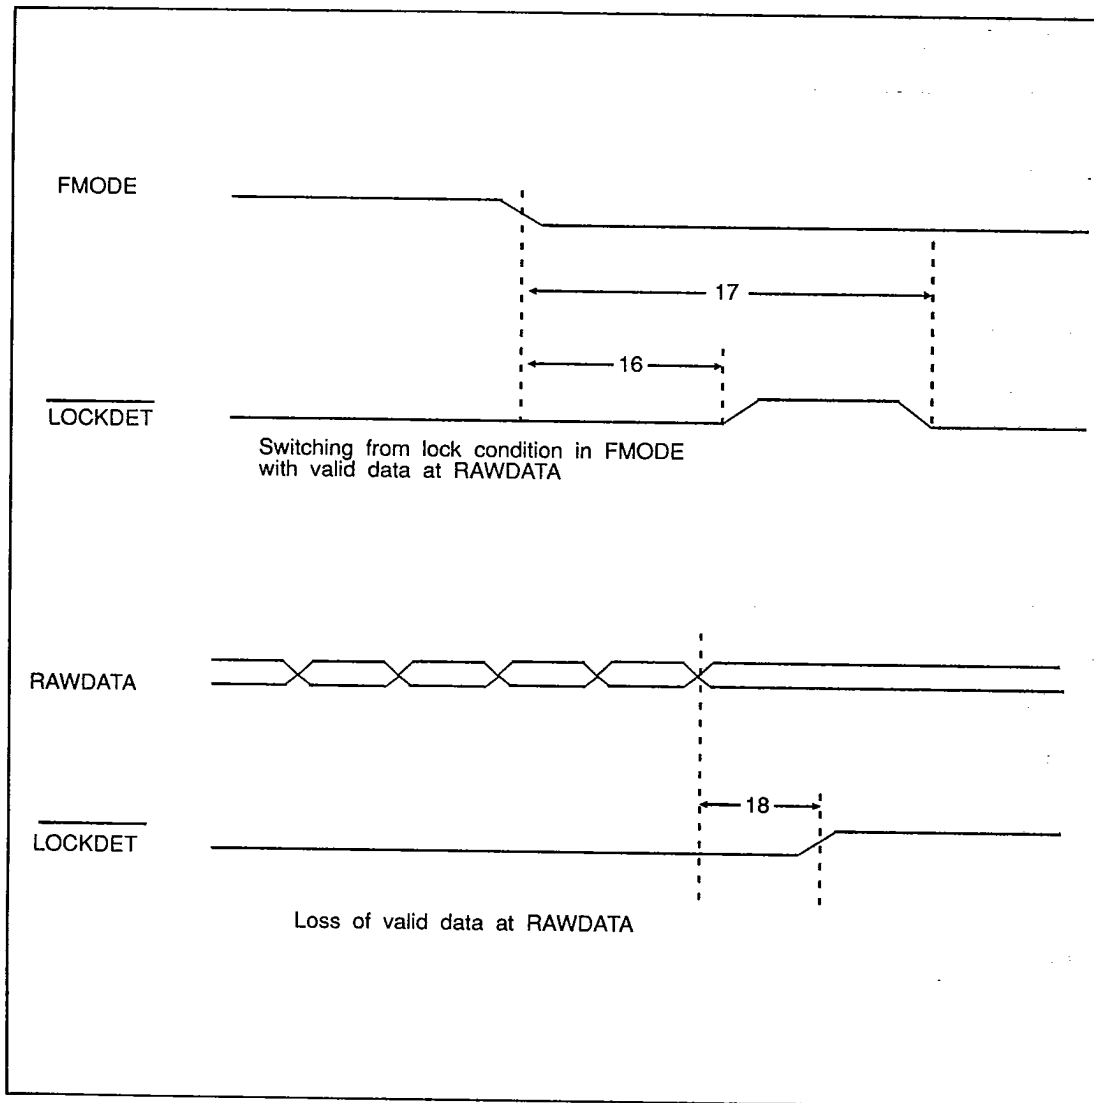 FMODE
17
16
LOCKDET
Switching from lock condition in FMODE
with valid data at RAWDATA
RAWDATA
18
LOCKDET
Loss of valid data at RAWDATA